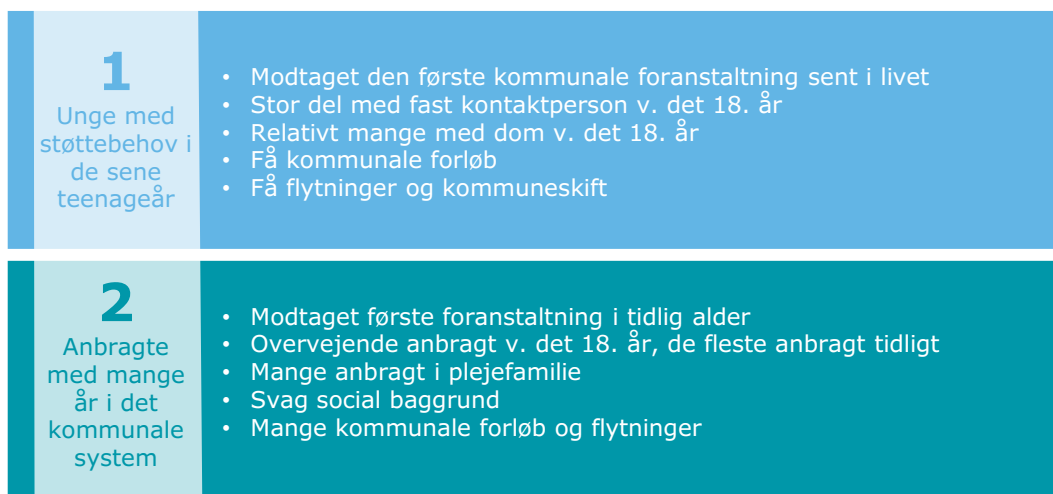 1
Unge med
støttebehov i
de sene
teenageår
• Modtaget den første kommunale foranstaltning sent i livet
• Stor del med fast kontaktperson v. det 18. år
• Relativt mange med dom v. det 18. år
• Få kommunale forløb
• Få flytninger og kommuneskift
2
Anbragte
med mange
år i det
kommunale
system
• Modtaget første foranstaltning i tidlig alder
• Overvejende anbragt v. det 18. år, de fleste anbragt tidligt
• Mange anbragt i plejefamilie
• Svag social baggrund
• Mange kommunale forløb og flytninger